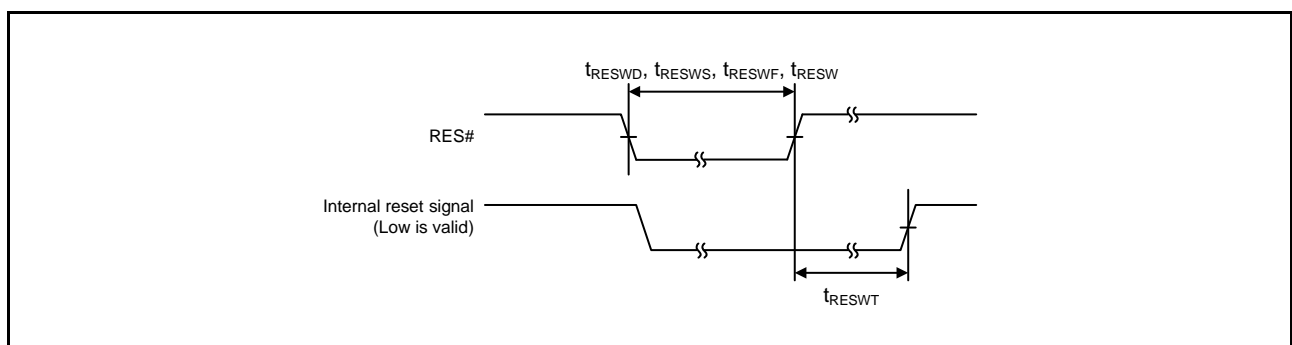 tRESWD, tRESWS, tRESWF, tRESW
RES#
Internal reset signal
(Low is valid)
tRESWT